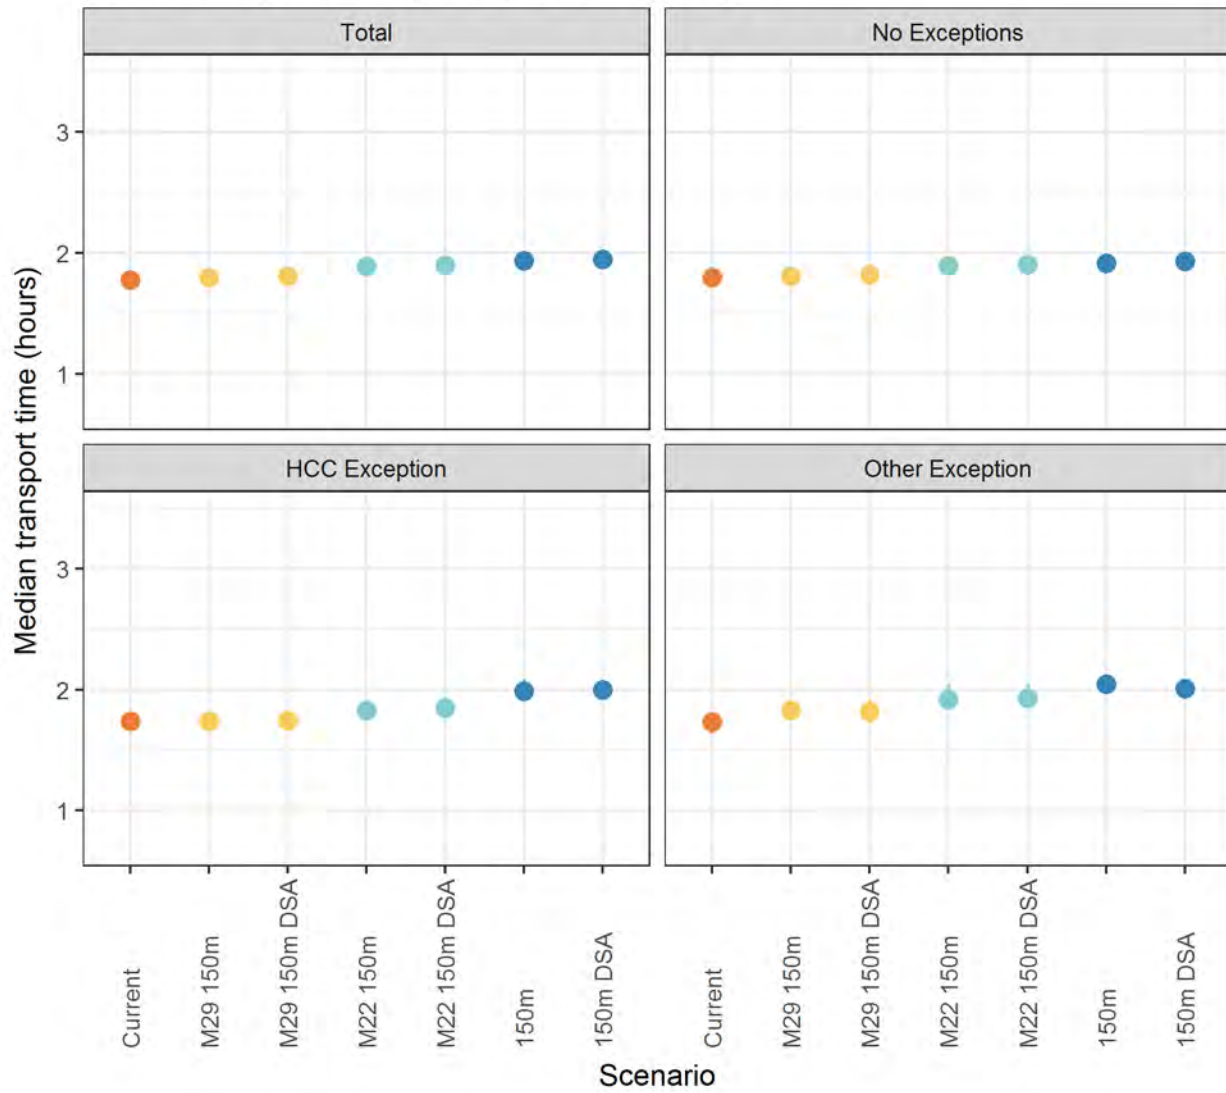 Total
No Exceptions
3
2
1
HCC Exception
Other Exception
3
2
1
Median transport time (hours)
Current
M29 150m
M29 150m DSA
M22 150m
M22 150m DSA
150m
150m DSA
Current
M29 150m
M29 150m DSA
M22 150m
M22 150m DSA
150m
150m DSA
Scenario